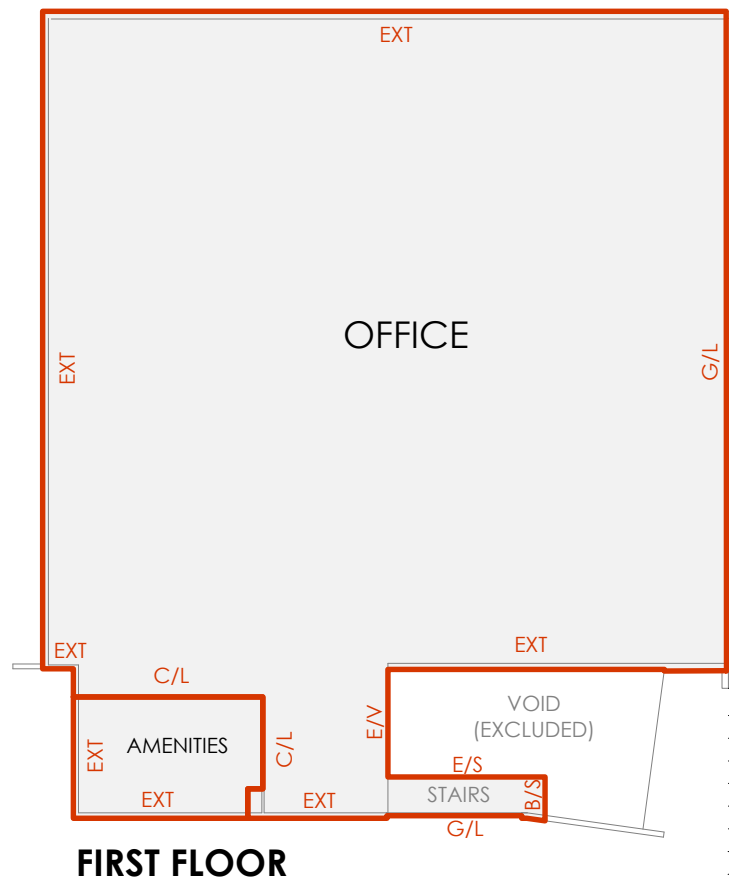 EXT
OFFICE
EXT
G/L
EXT
EXT
C/L
VOID
(EXCLUDED)
E/V
AMENITIES
EXT
C/L
E/S
STAIRS
B/S
EXT
EXT
G/L
FIRST FLOOR